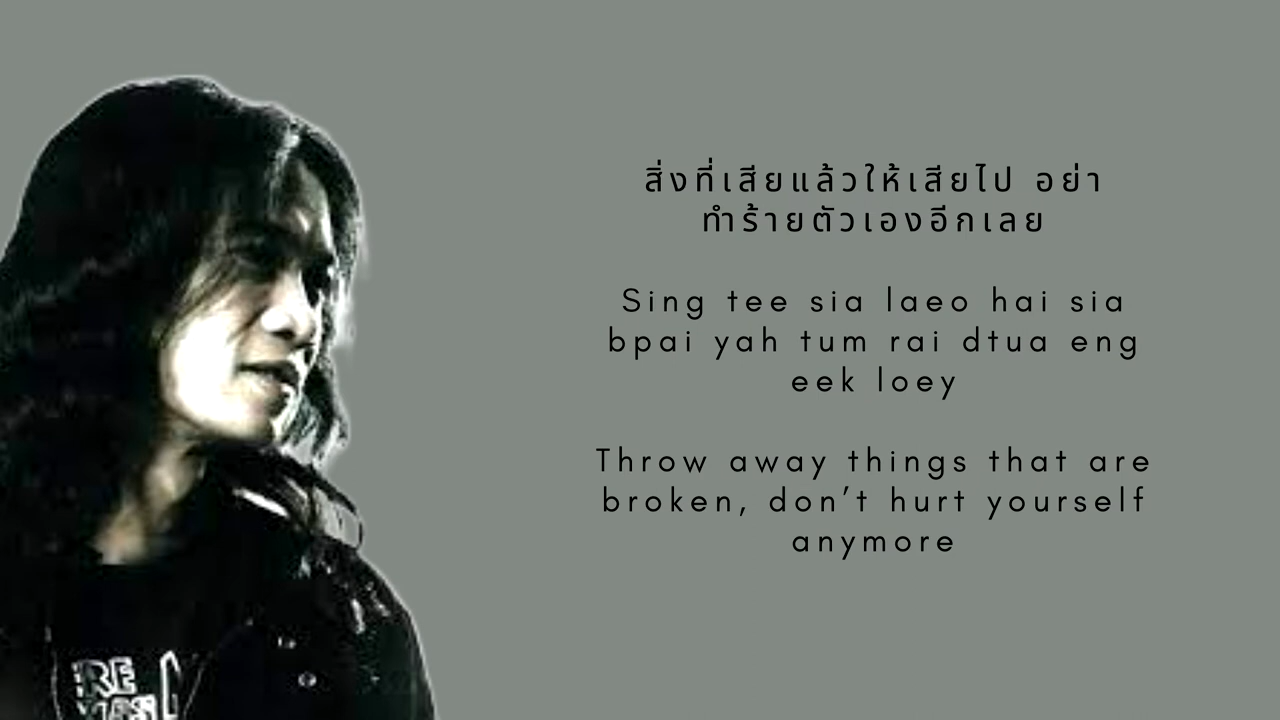 สิ่งที่เสียแล้วให้เสียไป อย่า
ทำร้ายตัวเองอีกเลย
Sing tee sia laeo hai sia
bpai yah tum rai dtua eng
eek loey
Throw away things that are
broken, don't hurt yourself
anymore
RE